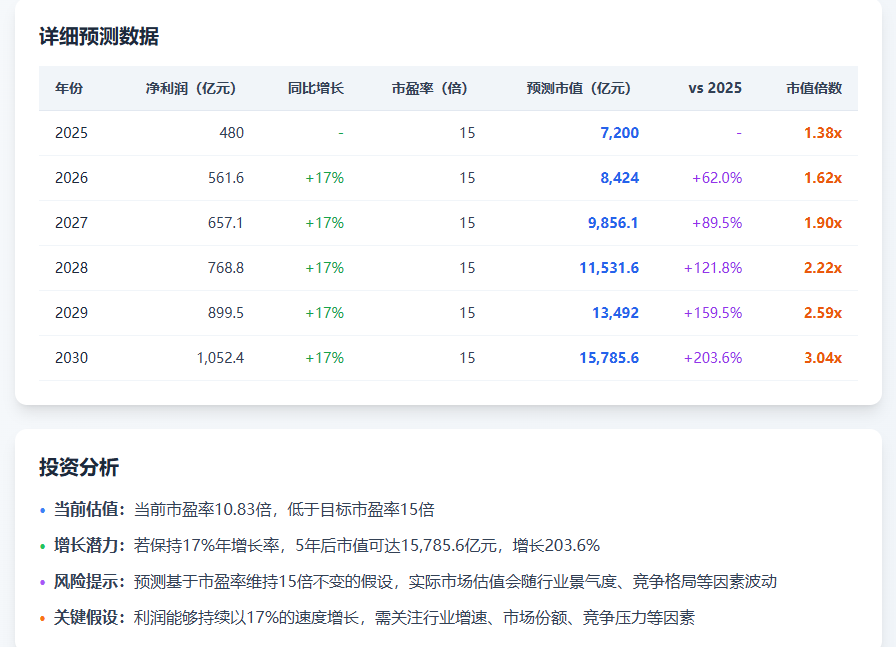 详细预测数据
年份 净利润（亿元） 同比增长 市盈率（倍） 预测市值（亿元） vs 2025 市值倍数
2025 480 - 15 7,200 - 1.38x
2026 561.6 +17% 15 8,424 +62.0% 1.62x
2027 657.1 +17% 15 9,856.1 +89.5% 1.90x
2028 768.8 +17% 15 11,531.6 +121.8% 2.22x
2029 899.5 +17% 15 13,492 +159.5% 2.59x
2030 1,052.4 +17% 15 15,785.6 +203.6% 3.04x
投资分析
• 当前估值：当前市盈率10.83倍，低于目标市盈率15倍
• 增长潜力：若保持17%年增长率，5年后市值可达15,785.6亿元，增长203.6%
• 风险提示：预测基于市盈率维持15倍不变的假设，实际市场估值会随行业景气度、竞争格局等因素波动
• 关键假设：利润能够持续以17%的速度增长，需关注行业增速、市场份额、竞争压力等因素